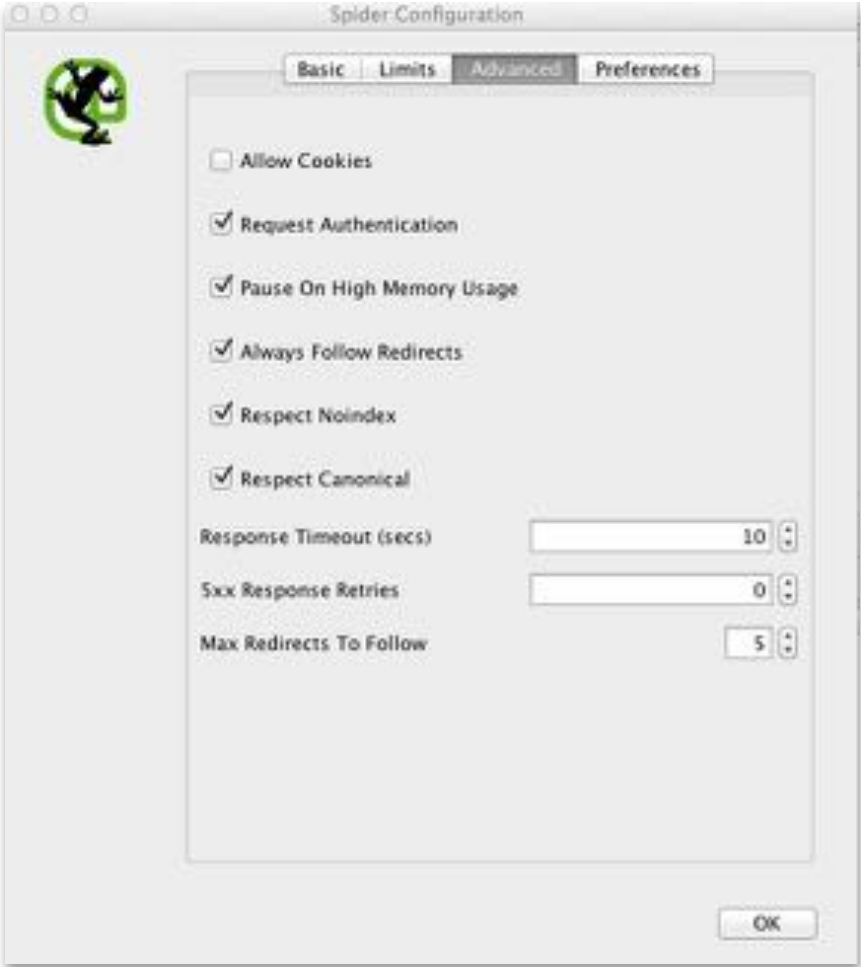 Spider Configuration
Basic Limits Advanced Preferences
Allow Cookies
Request Authentication
Pause On High Memory Usage
Always Follow Redirects
Respect Noindex
Respect Canonical
Response Timeout (secs) 10
5xx Response Retries 0
Max Redirects To Follow 5
OK